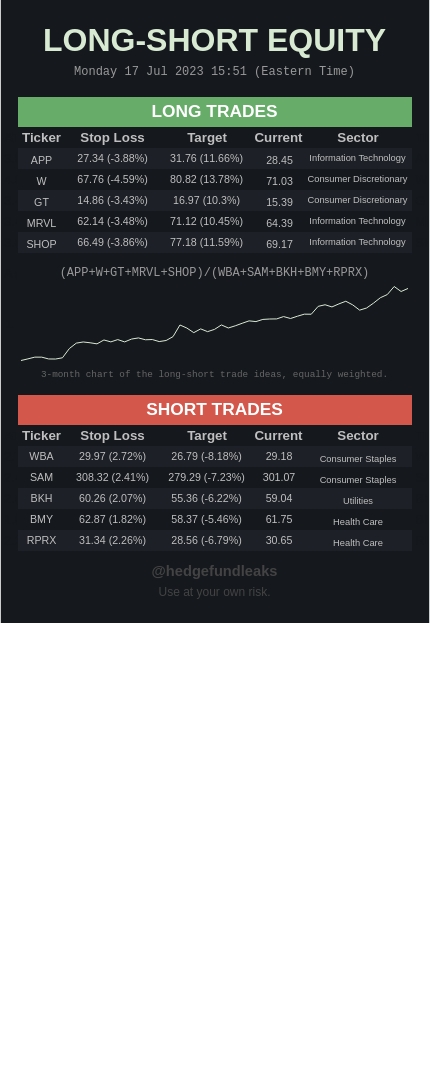 LONG-SHORT EQUITY
Monday 17 Jul 2023 15:51 (Eastern Time)
LONG TRADES
Ticker Stop Loss Target Current Sector
APP 27.34 (-3.88%) 31.76 (11.66%) 28.45 Information Technology
W 67.76 (-4.59%) 80.82 (13.78%) 71.03 Consumer Discretionary
GT 14.86 (-3.43%) 16.97 (10.3%) 15.39 Consumer Discretionary
MRVL 62.14 (-3.48%) 71.12 (10.45%) 64.39 Information Technology
SHOP 66.49 (-3.86%) 77.18 (11.59%) 69.17 Information Technology
(APP+W+GT+MRVL+SHOP)/(WBA+SAM+BKH+BMY+RPRX)
3-month chart of the long-short trade ideas, equally weighted.
SHORT TRADES
Ticker Stop Loss Target Current Sector
WBA 29.97 (2.72%) 26.79 (-8.18%) 29.18 Consumer Staples
SAM 308.32 (2.41%) 279.29 (-7.23%) 301.07 Consumer Staples
BKH 60.26 (2.07%) 55.36 (-6.22%) 59.04 Utilities
BMY 62.87 (1.82%) 58.37 (-5.46%) 61.75 Health Care
RPRX 31.34 (2.26%) 28.56 (-6.79%) 30.65 Health Care
@hedgefundleaks
Use at your own risk.